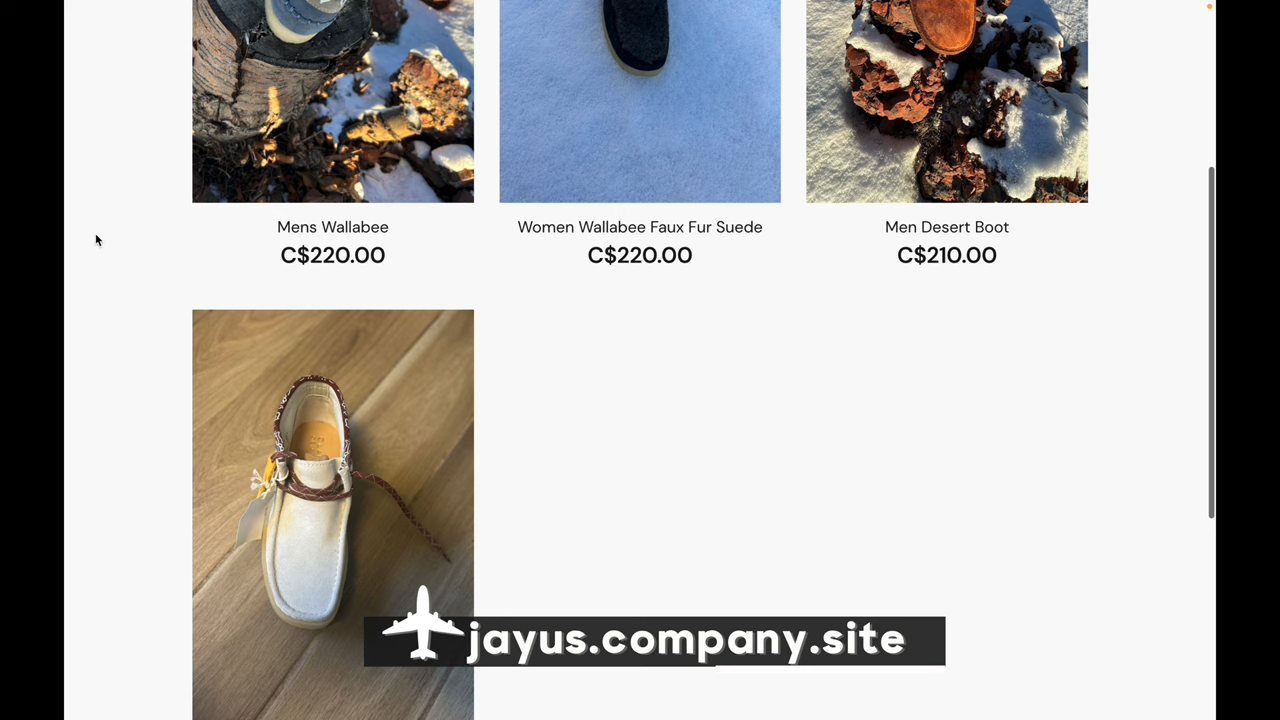 Mens Wallabee
C$220.00
Women Wallabee Faux Fur Suede
C$220.00
Men Desert Boot
C$210.00
jayus.company.site